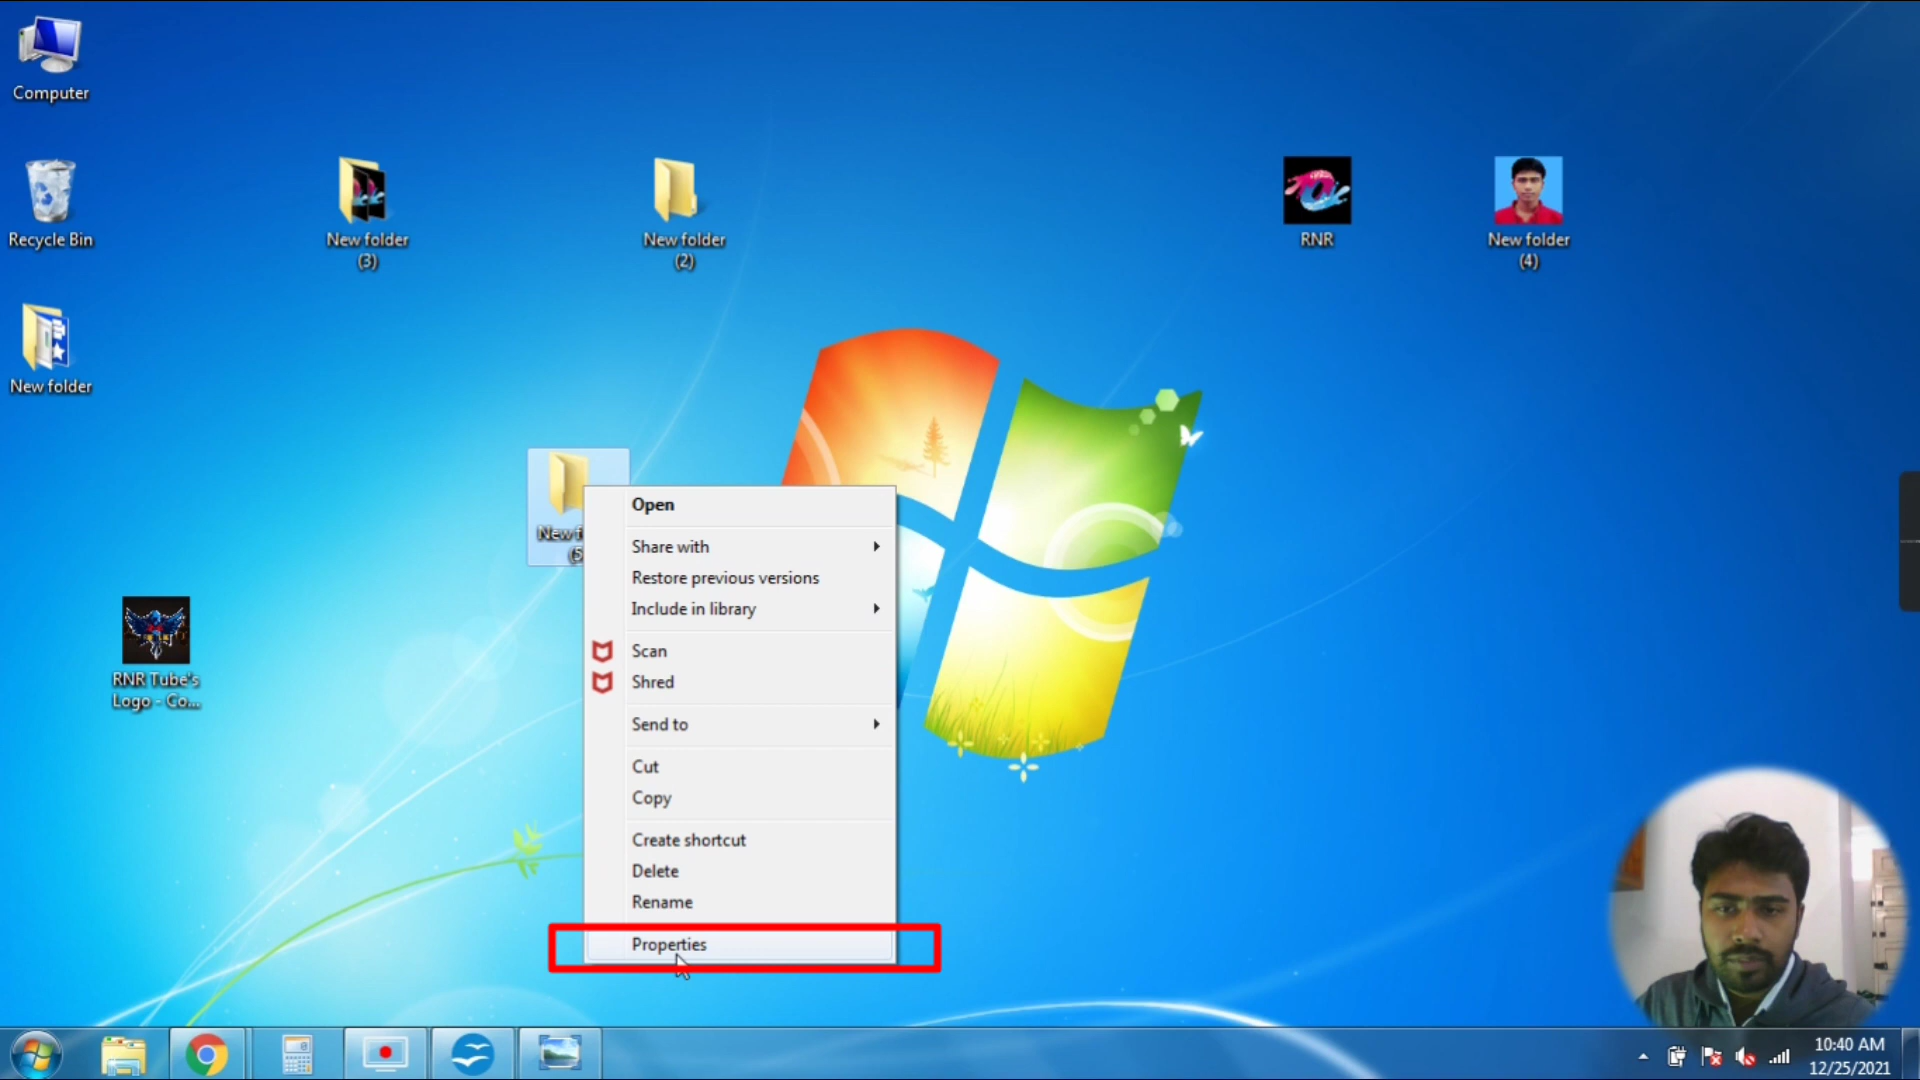 Computer
Recycle Bin
New folder
(3)
New folder
(2)
RNR
New folder
(4)
New folder
New f
(5
Open
Share with
Restore previous versions
Include in library
Scan
Shred
Send to
Cut
Copy
Create shortcut
Delete
Rename
Properties
RNR Tube's
Logo - Co...
10:40 AM
12/25/2021